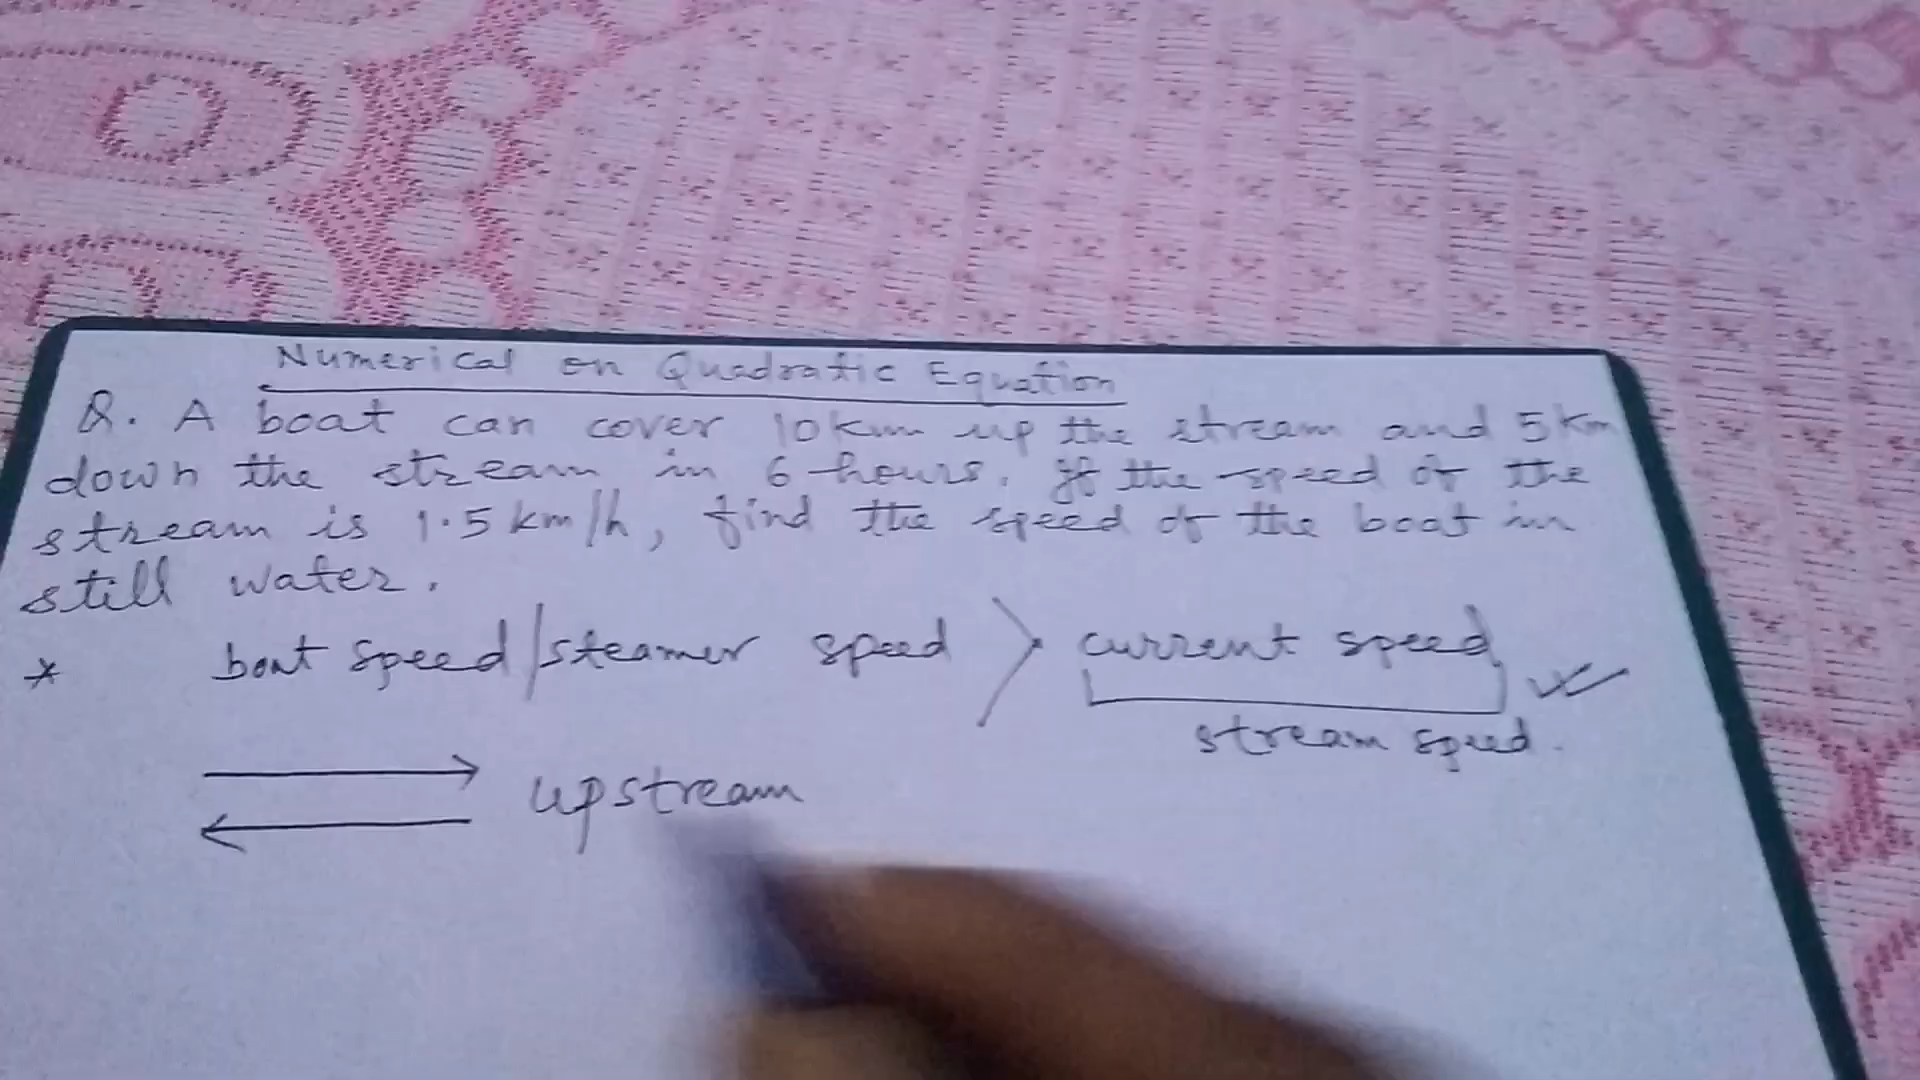 Numerical on Quadratic Equation
Q. A boat can cover 10km up the stream and 5km
down the stream in 6 hours. If the speed of the
stream is 1.5 km/h, find the speed of the boat in
still water.
* boat speed/steamer speed > current speed
stream speed.
upstream